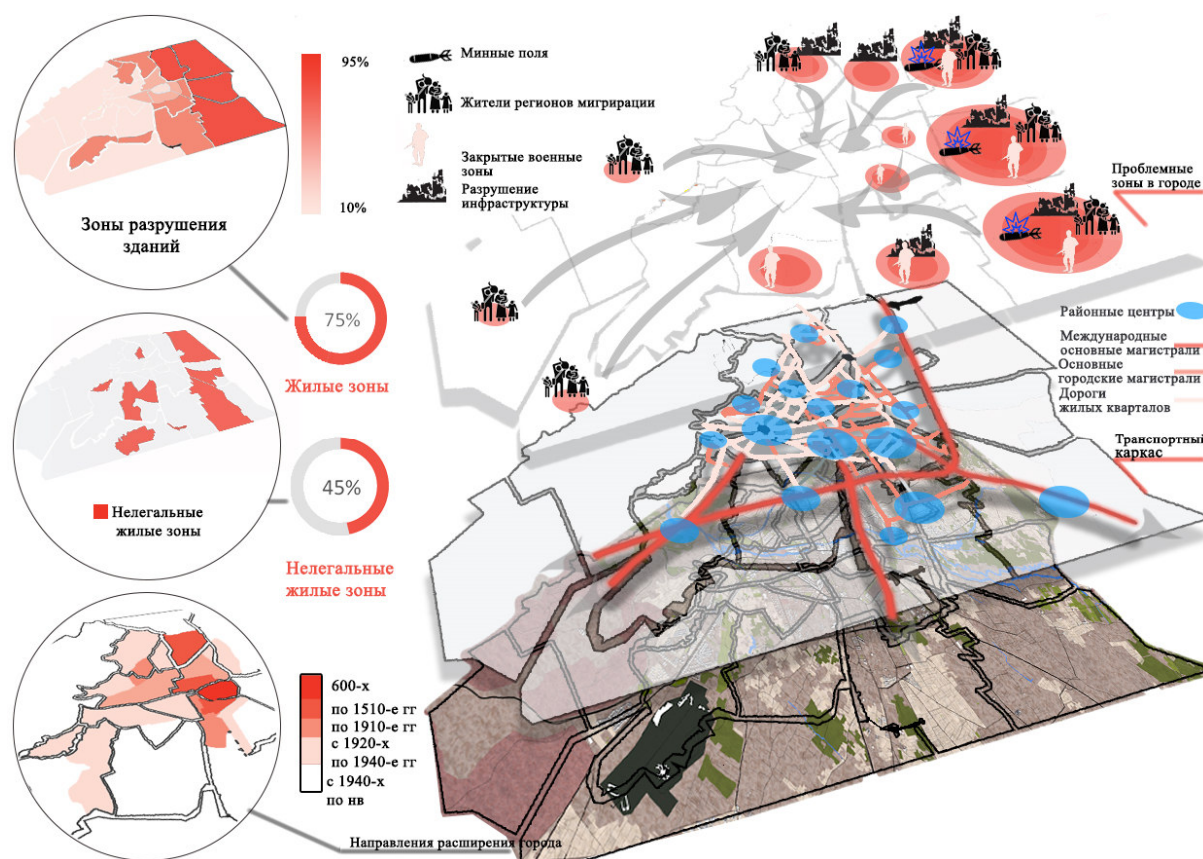 95%
10%
Зоны разрушения
зданий
Минные поля
Жители регионов мигрирации
Закрытые военные
зоны
Разрушение
инфраструктуры
Проблемные
зоны в городе
75%
Жилые зоны
45%
Нелегальные
жилые зоны
Нелегальные
жилые зоны
Районные центры
Международные
основные магистрали
Основные
городские магистрали
Дороги
жилых кварталов
Транспортный
каркас
600-х
по 1510-е гг
по 1910-е гг
с 1920-х
по 1940-е гг
с 1940-х
по нв
Направления расширения города